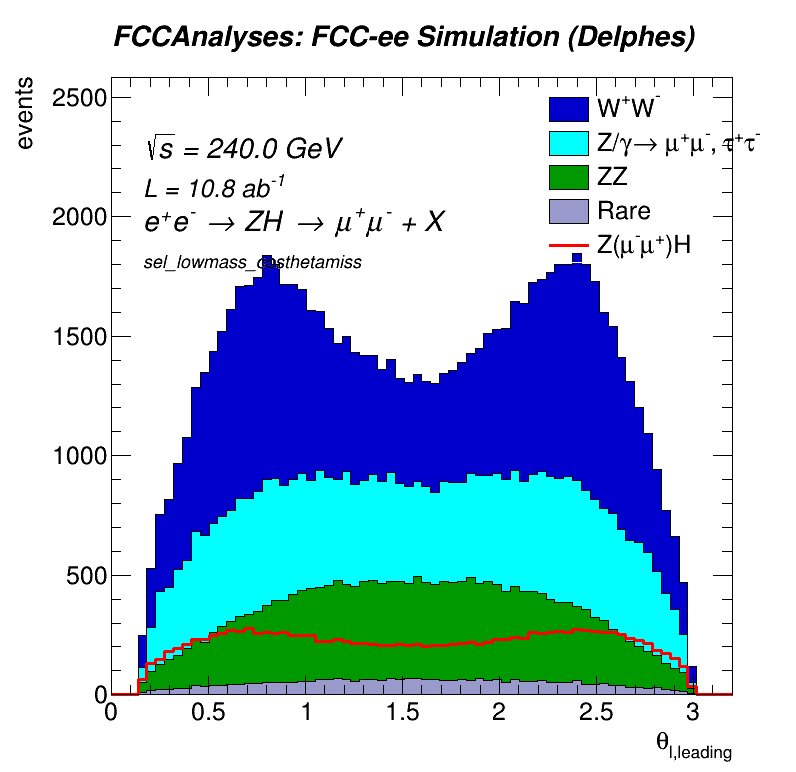 FCCAnalyses: FCC-ee Simulation (Delphes)
events
2500
2000
1500
1000
500
0
√s = 240.0 GeV
L = 10.8 ab⁻¹
e⁺e⁻ → ZH → μ⁺μ⁻ + X
sel_lowmass_costhetamiss
W⁺W⁻
Z/γ→ μ⁺μ⁻, τ⁺τ⁻
ZZ
Rare
Z(μ⁻μ⁺)H
0 0.5 1 1.5 2 2.5 3
θl,leading